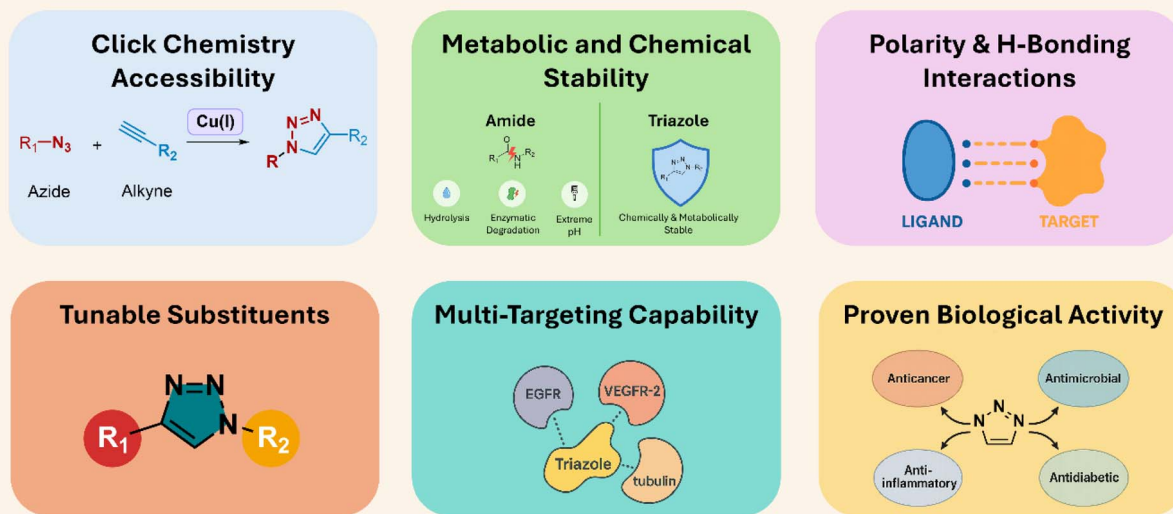 Click Chemistry
Accessibility
R₁—N₃
+
R₂
Cu(I)
N=N
R
N
R₂
Azide
Alkyne
Metabolic and Chemical
Stability
Amide
O
R₁
N
H
R₂
Hydrolysis
Enzymatic
Degradation
Extreme
pH
Triazole
N=N
R₁
N-R₂
Chemically & Metabolically
Stable
Polarity & H-Bonding
Interactions
LIGAND
TARGET
Tunable Substituents
N=N
N
R₁
R₂
Multi-Targeting Capability
EGFR
VEGFR-2
Triazole
tubulin
Proven Biological Activity
Anticancer
Antimicrobial
N
N
N
Anti-
inflammatory
Antidiabetic